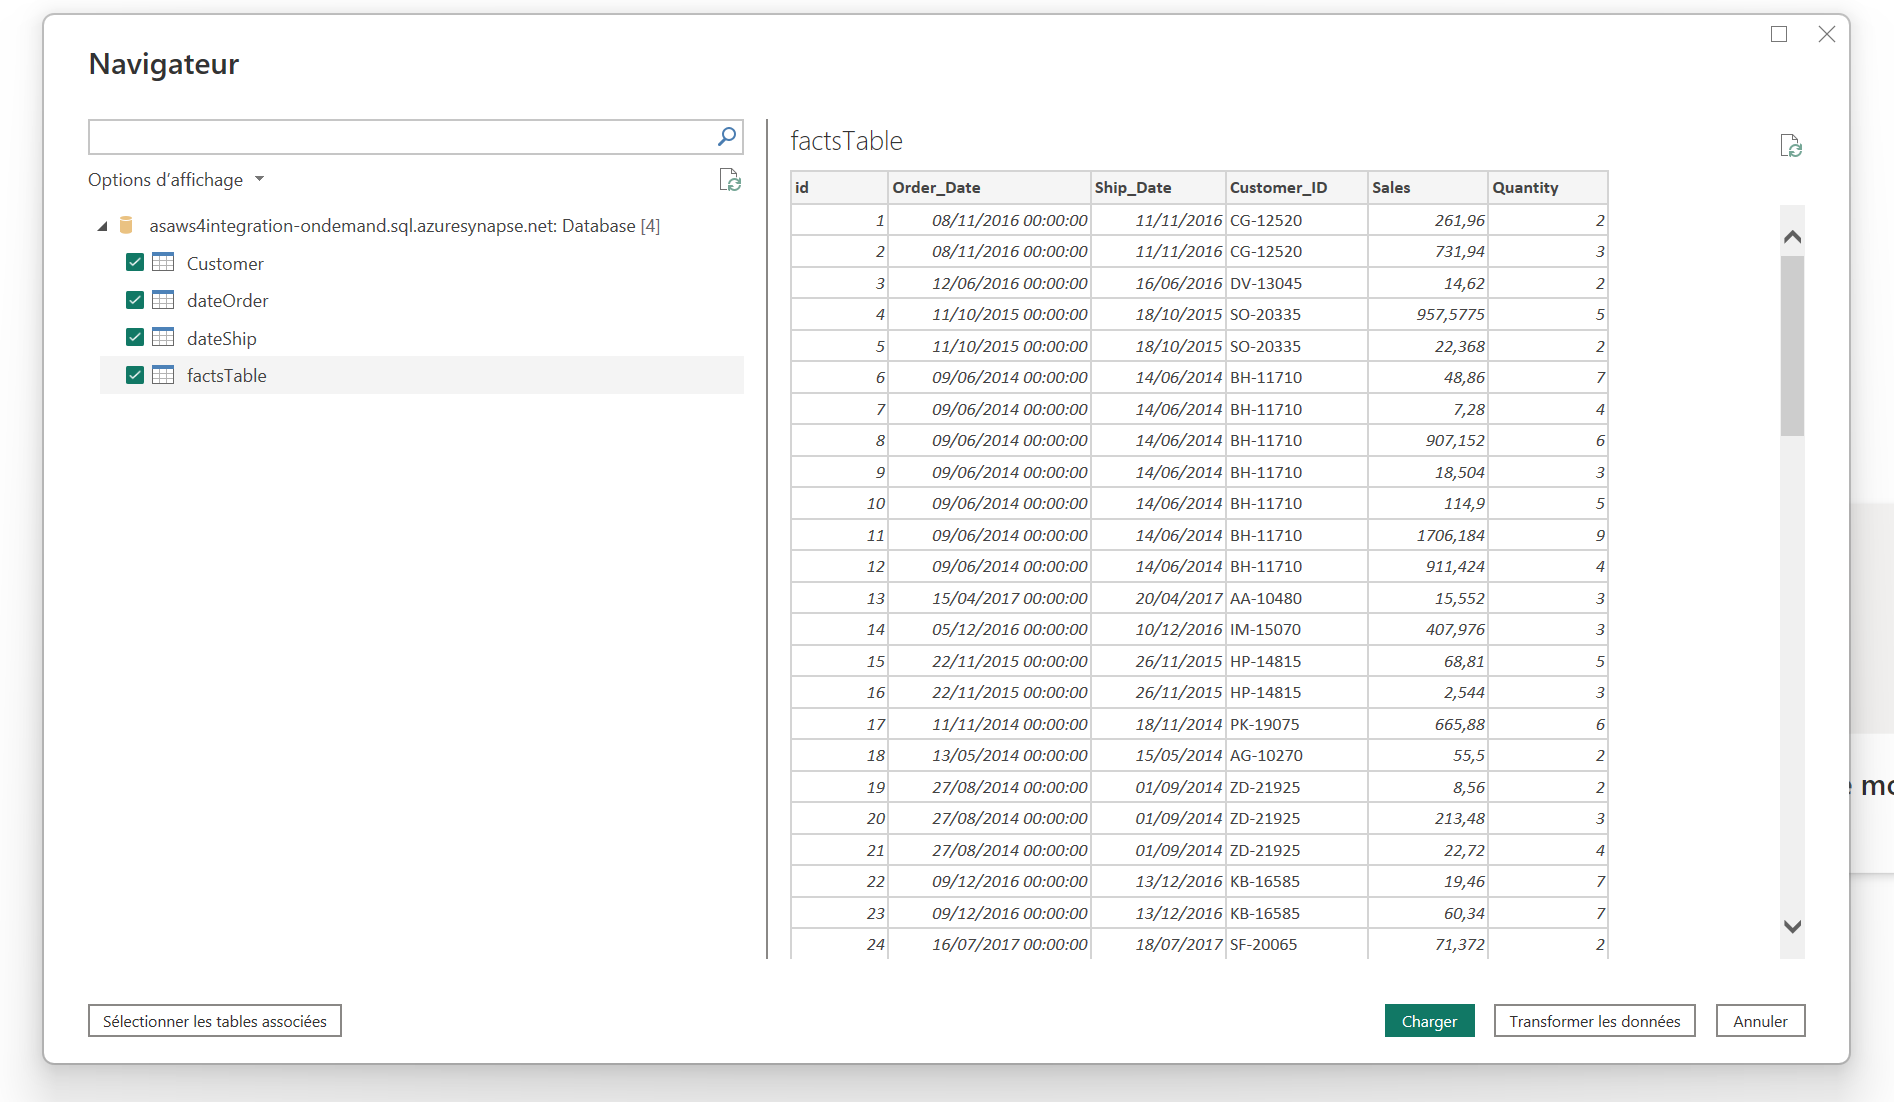 Navigateur
Options d’affichage
asaws4integration-ondemand.sql.azuresynapse.net: Database [4]
Customer
dateOrder
dateShip
factsTable
factsTable
id Order_Date Ship_Date Customer_ID Sales Quantity
1 08/11/2016 00:00:00 11/11/2016 CG-12520 261,96 2
2 08/11/2016 00:00:00 11/11/2016 CG-12520 731,94 3
3 12/06/2016 00:00:00 16/06/2016 DV-13045 14,62 2
4 11/10/2015 00:00:00 18/10/2015 SO-20335 957,5775 5
5 11/10/2015 00:00:00 18/10/2015 SO-20335 22,368 2
6 09/06/2014 00:00:00 14/06/2014 BH-11710 48,86 7
7 09/06/2014 00:00:00 14/06/2014 BH-11710 7,28 4
8 09/06/2014 00:00:00 14/06/2014 BH-11710 907,152 6
9 09/06/2014 00:00:00 14/06/2014 BH-11710 18,504 3
10 09/06/2014 00:00:00 14/06/2014 BH-11710 114,9 5
11 09/06/2014 00:00:00 14/06/2014 BH-11710 1706,184 9
12 09/06/2014 00:00:00 14/06/2014 BH-11710 911,424 4
13 15/04/2017 00:00:00 20/04/2017 AA-10480 15,552 3
14 05/12/2016 00:00:00 10/12/2016 IM-15070 407,976 3
15 22/11/2015 00:00:00 26/11/2015 HP-14815 68,81 5
16 22/11/2015 00:00:00 26/11/2015 HP-14815 2,544 3
17 11/11/2014 00:00:00 18/11/2014 PK-19075 665,88 6
18 13/05/2014 00:00:00 15/05/2014 AG-10270 55,5 2
19 27/08/2014 00:00:00 01/09/2014 ZD-21925 8,56 2
20 27/08/2014 00:00:00 01/09/2014 ZD-21925 213,48 3
21 27/08/2014 00:00:00 01/09/2014 ZD-21925 22,72 4
22 09/12/2016 00:00:00 13/12/2016 KB-16585 19,46 7
23 09/12/2016 00:00:00 13/12/2016 KB-16585 60,34 7
24 16/07/2017 00:00:00 18/07/2017 SF-20065 71,372 2
Sélectionner les tables associées
Charger
Transformer les données
Annuler